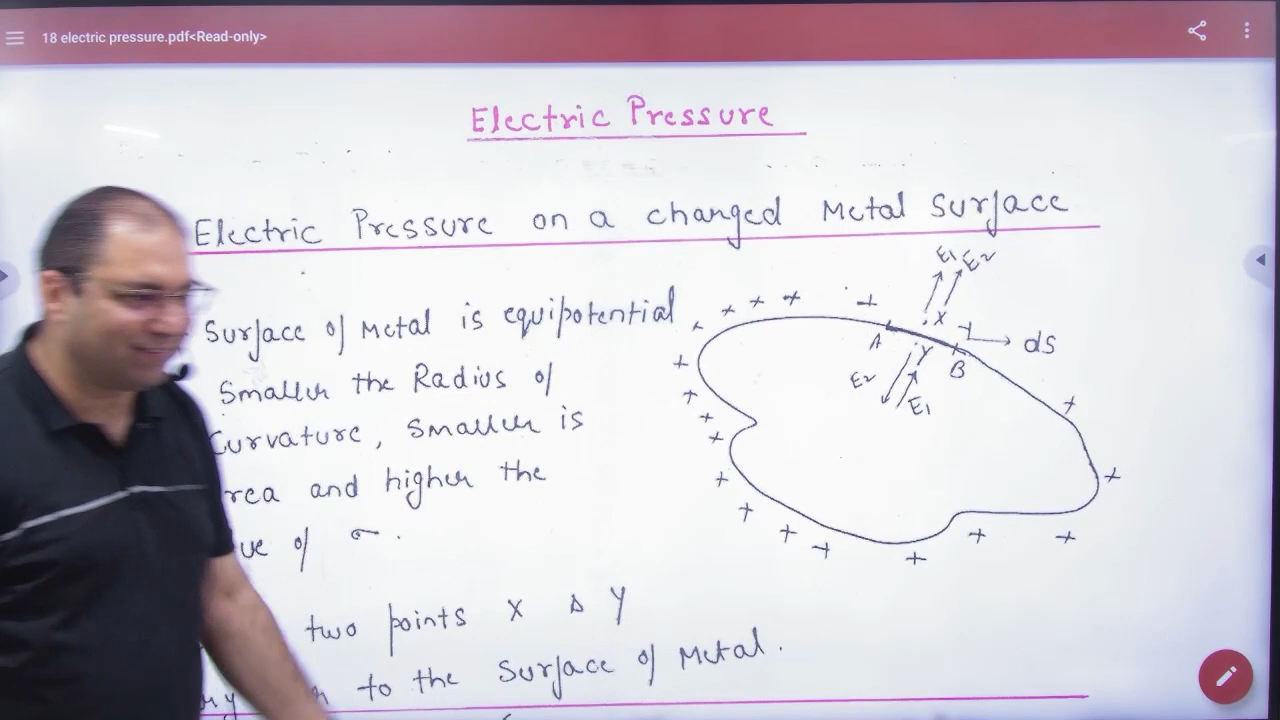 18 electric pressure.pdf<Read-only>
Electric Pressure
Electric Pressure on a changed Metal Surface
Surface of Metal is equipotential
Smaller the Radius of
Curvature, Smaller is
rea and higher the
ue of σ.
two points X & Y
to the Surface of Metal.
E1 E2
X
A
Y
B
dS
E2
E1